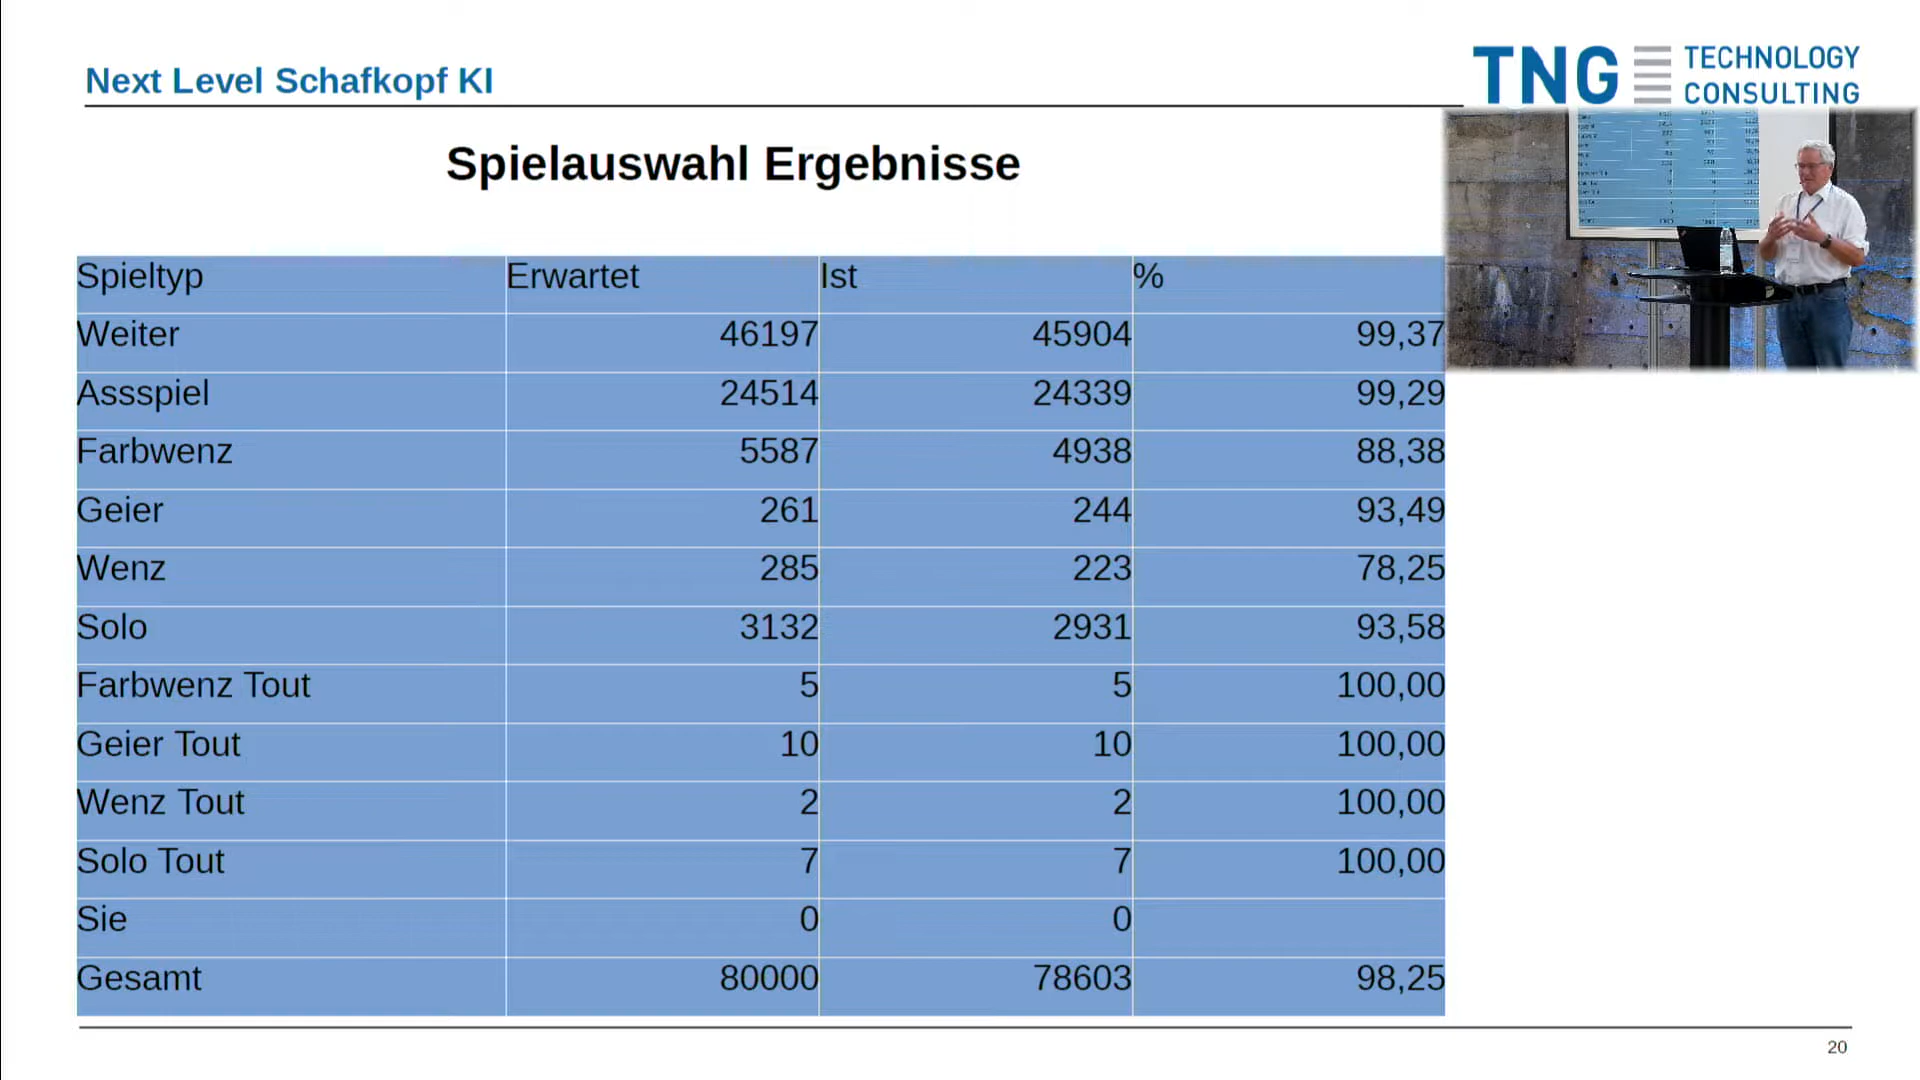 Next Level Schafkopf KI
TNG TECHNOLOGY CONSULTING
Spielauswahl Ergebnisse
Spieltyp Erwartet Ist %
Weiter 46197 45904 99,37
Assspiel 24514 24339 99,29
Farbwenz 5587 4938 88,38
Geier 261 244 93,49
Wenz 285 223 78,25
Solo 3132 2931 93,58
Farbwenz Tout 5 5 100,00
Geier Tout 10 10 100,00
Wenz Tout 2 2 100,00
Solo Tout 7 7 100,00
Sie 0 0
Gesamt 80000 78603 98,25
20